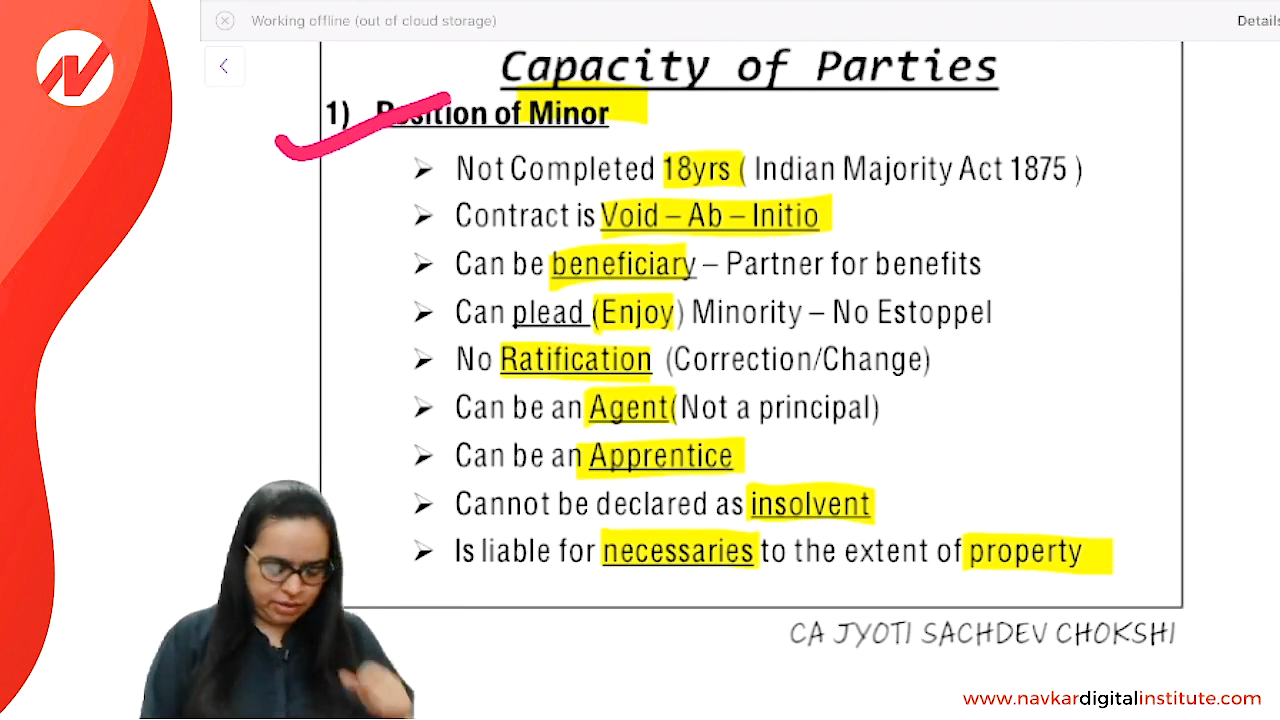 Working offline (out of cloud storage)
Details
Capacity of Parties
1) Position of Minor
➢ Not Completed 18yrs ( Indian Majority Act 1875 )
➢ Contract is Void – Ab – Initio
➢ Can be beneficiary – Partner for benefits
➢ Can plead (Enjoy) Minority – No Estoppel
➢ No Ratification (Correction/Change)
➢ Can be an Agent(Not a principal)
➢ Can be an Apprentice
➢ Cannot be declared as insolvent
➢ Is liable for necessaries to the extent of property
CA JYOTI SACHDEV CHOKSHI
www.navkardigitalinstitute.com